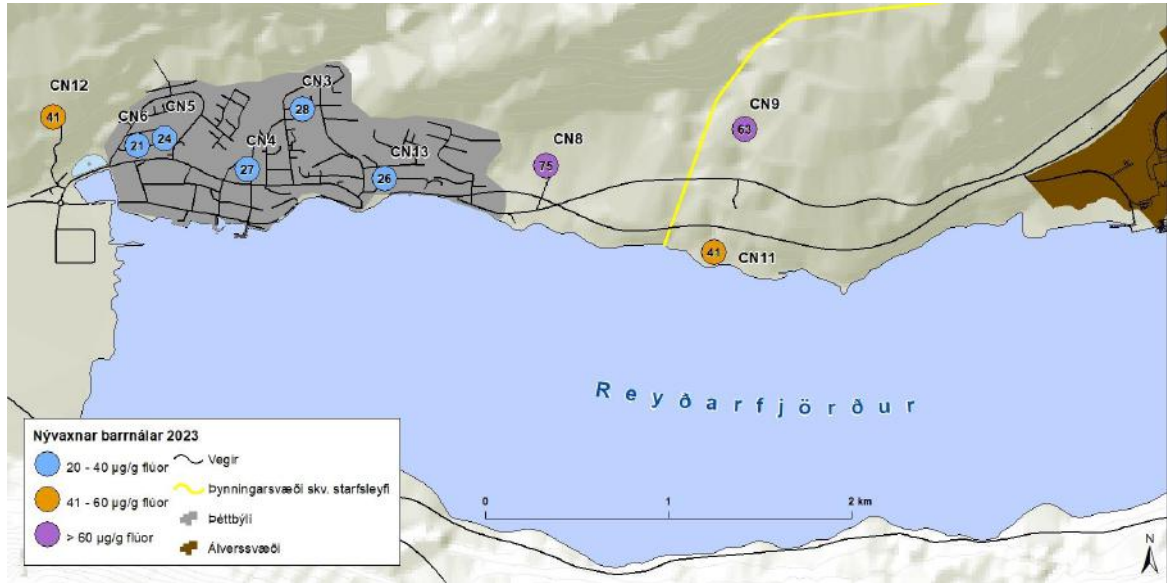 CN12
41
CN6
21
CN5
24
CN3
28
CN4
27
CN13
26
CN8
75
CN9
63
41
CN11
Reyðarfjörður
Nývaxnar barrnálar 2023
20 - 40 µg/g flúor
41 - 60 µg/g flúor
> 60 µg/g flúor
Vegir
Þynningarsvæði skv. starfsleyfi
Þéttbýli
Álverssvæði
0 1 2 km
N